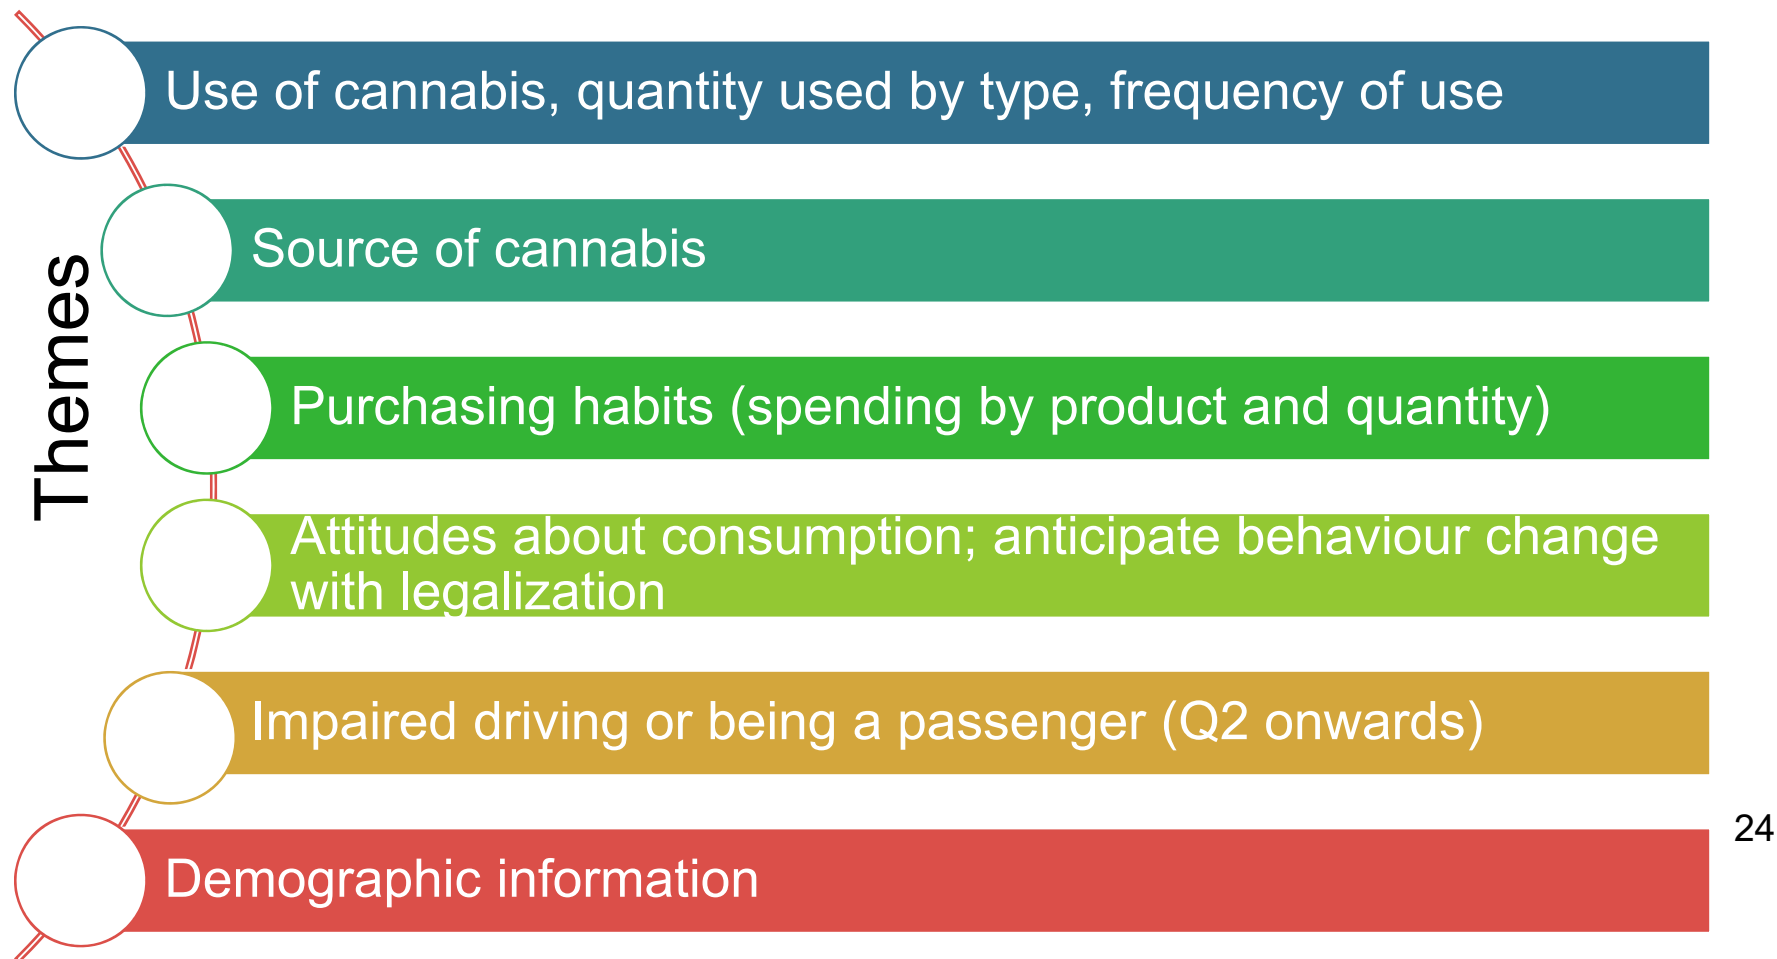 Themes
Use of cannabis, quantity used by type, frequency of use
Source of cannabis
Purchasing habits (spending by product and quantity)
Attitudes about consumption; anticipate behaviour change
with legalization
Impaired driving or being a passenger (Q2 onwards)
Demographic information
24